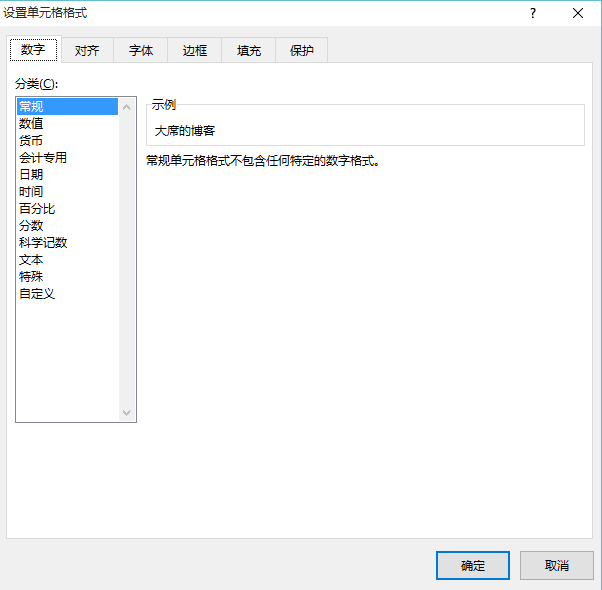 设置单元格格式
?
数字 对齐 字体 边框 填充 保护
分类(C):
常规
数值
货币
会计专用
日期
时间
百分比
分数
科学记数
文本
特殊
自定义
示例
大席的博客
常规单元格格式不包含任何特定的数字格式。
确定 取消